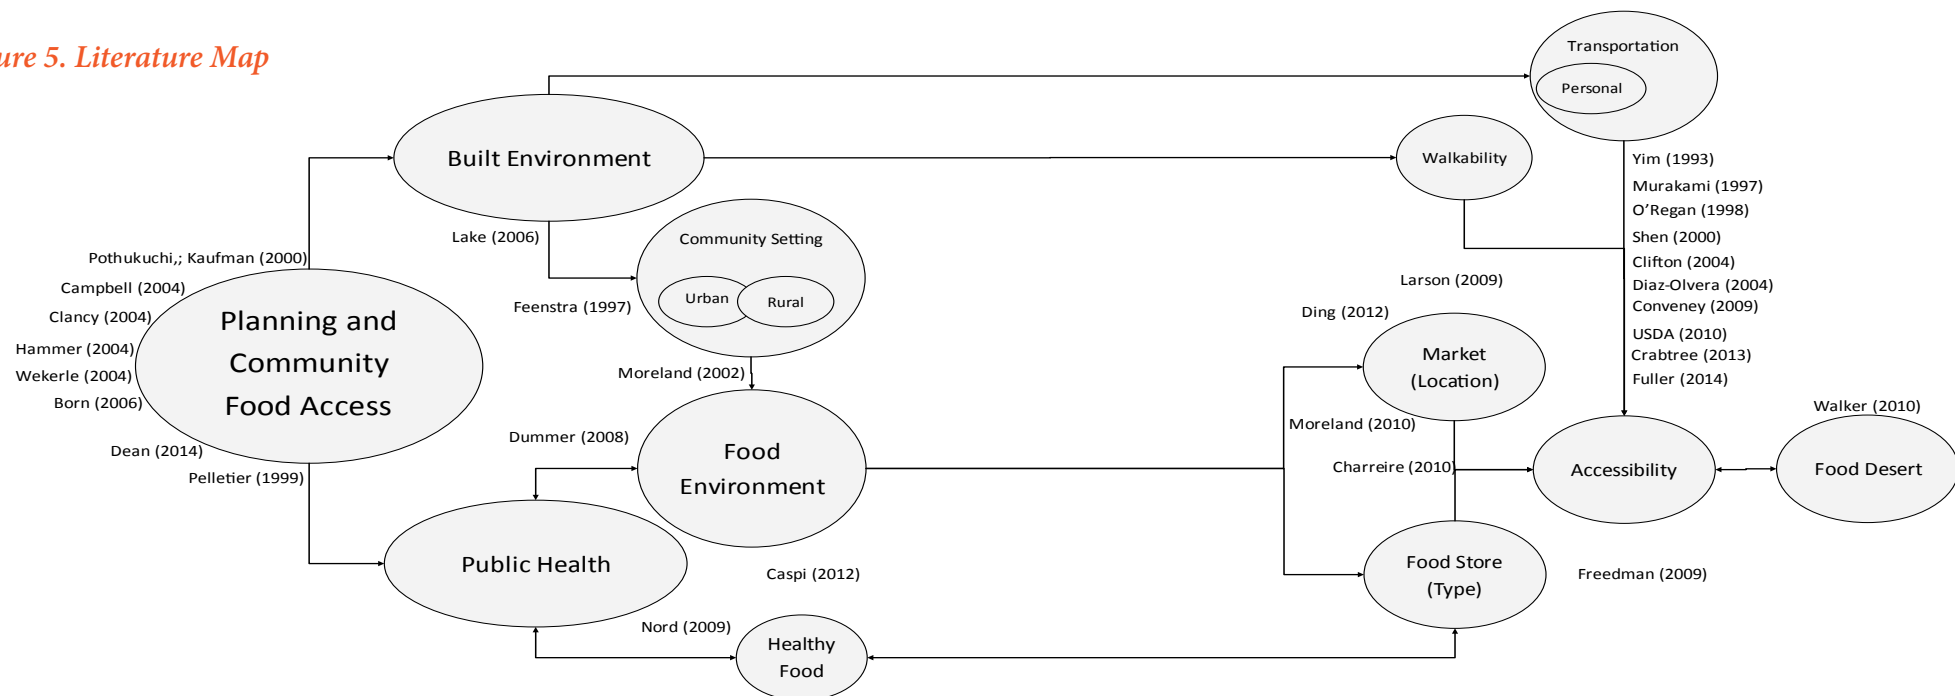 ure 5. Literature Map
Transportation
Personal
Built Environment
Walkability
Yim (1993)
Murakami (1997)
O'Regan (1998)
Shen (2000)
Clifton (2004)
Diaz-Olvera (2004)
Conveney (2009)
USDA (2010)
Crabtree (2013)
Fuller (2014)
Lake (2006)
Community Setting
Urban
Rural
Feenstra (1997)
Moreland (2002)
Pothukuchi,; Kaufman (2000)
Campbell (2004)
Clancy (2004)
Hammer (2004)
Wekerle (2004)
Born (2006)
Dean (2014)
Pelletier (1999)
Planning and
Community
Food Access
Larson (2009)
Ding (2012)
Market
(Location)
Moreland (2010)
Charreire (2010)
Dummer (2008)
Food
Environment
Accessibility
Walker (2010)
Food Desert
Public Health
Caspi (2012)
Food Store
(Type)
Freedman (2009)
Nord (2009)
Healthy
Food